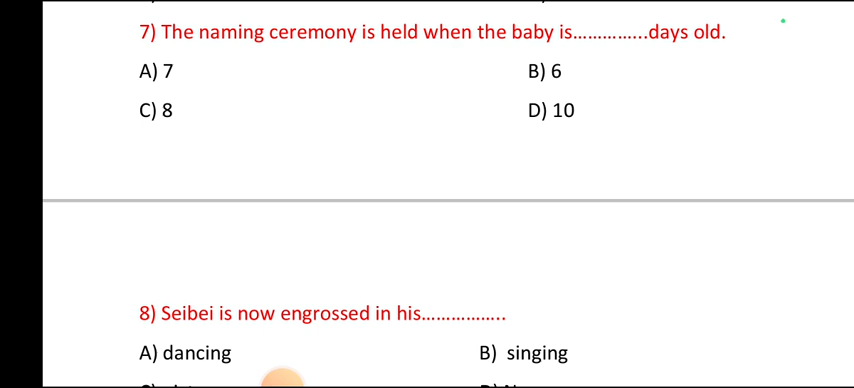 7) The naming ceremony is held when the baby is...............days old.
A) 7 B) 6
C) 8 D) 10
8) Seibei is now engrossed in his.................
A) dancing B) singing